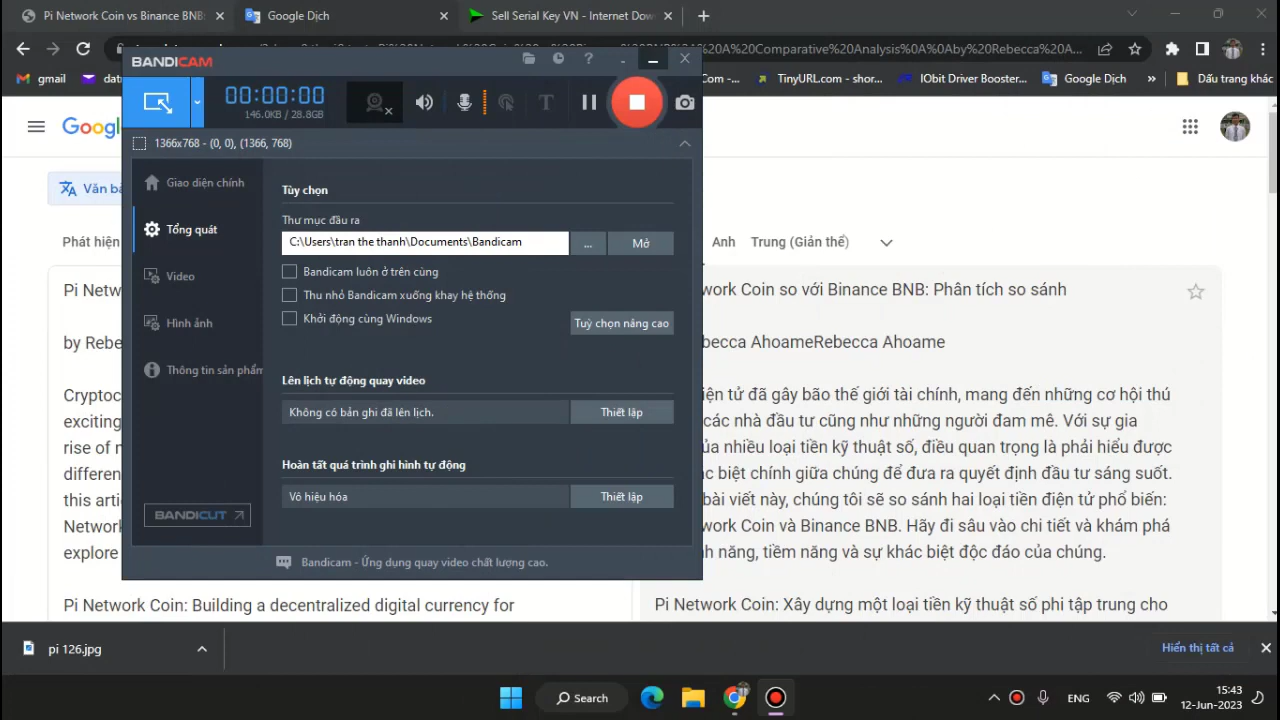 Pi Network Coin vs Binance BNB:
Google Dịch
Sell Serial Key VN - Internet Dow
Comparative%20Analysis%0A%0Aby%20Rebecca%20A...
gmail
Com -...
TinyURL.com - shor...
IObit Driver Booster...
Google Dịch
»
Dấu trang khác
BANDICAM
00:00:00
146.0KB / 28.8GB
1366x768 - (0, 0), (1366, 768)
Googl
Văn bả
Giao diện chính
Tổng quát
Video
Hình ảnh
Thông tin sản phẩm
BANDICUT
Tùy chọn
Thư mục đầu ra
C:\Users\tran the thanh\Documents\Bandicam
...
Mở
Bandicam luôn ở trên cùng
Thu nhỏ Bandicam xuống khay hệ thống
Khởi động cùng Windows
Tuỳ chọn nâng cao
Lên lịch tự động quay video
Không có bản ghi đã lên lịch.
Thiết lập
Hoàn tất quá trình ghi hình tự động
Vô hiệu hóa
Thiết lập
Bandicam - Ứng dụng quay video chất lượng cao.
Phát hiện
Anh
Trung (Giản thể)
Pi Netw
by Rebe
Cryptoc
exciting
rise of n
differen
this artic
Network
explore
Pi Network Coin: Building a decentralized digital currency for
work Coin so với Binance BNB: Phân tích so sánh
becca AhoameRebecca Ahoame
iện tử đã gây bão thế giới tài chính, mang đến những cơ hội thú
các nhà đầu tư cũng như những người đam mê. Với sự gia
ủa nhiều loại tiền kỹ thuật số, điều quan trọng là phải hiểu được
ác biệt chính giữa chúng để đưa ra quyết định đầu tư sáng suốt.
bài viết này, chúng tôi sẽ so sánh hai loại tiền điện tử phổ biến:
work Coin và Binance BNB. Hãy đi sâu vào chi tiết và khám phá
nh năng, tiềm năng và sự khác biệt độc đáo của chúng.
Pi Network Coin: Xây dựng một loại tiền kỹ thuật số phi tập trung cho
pi 126.jpg
Hiển thị tất cả
Search
ENG
15:43
12-Jun-2023